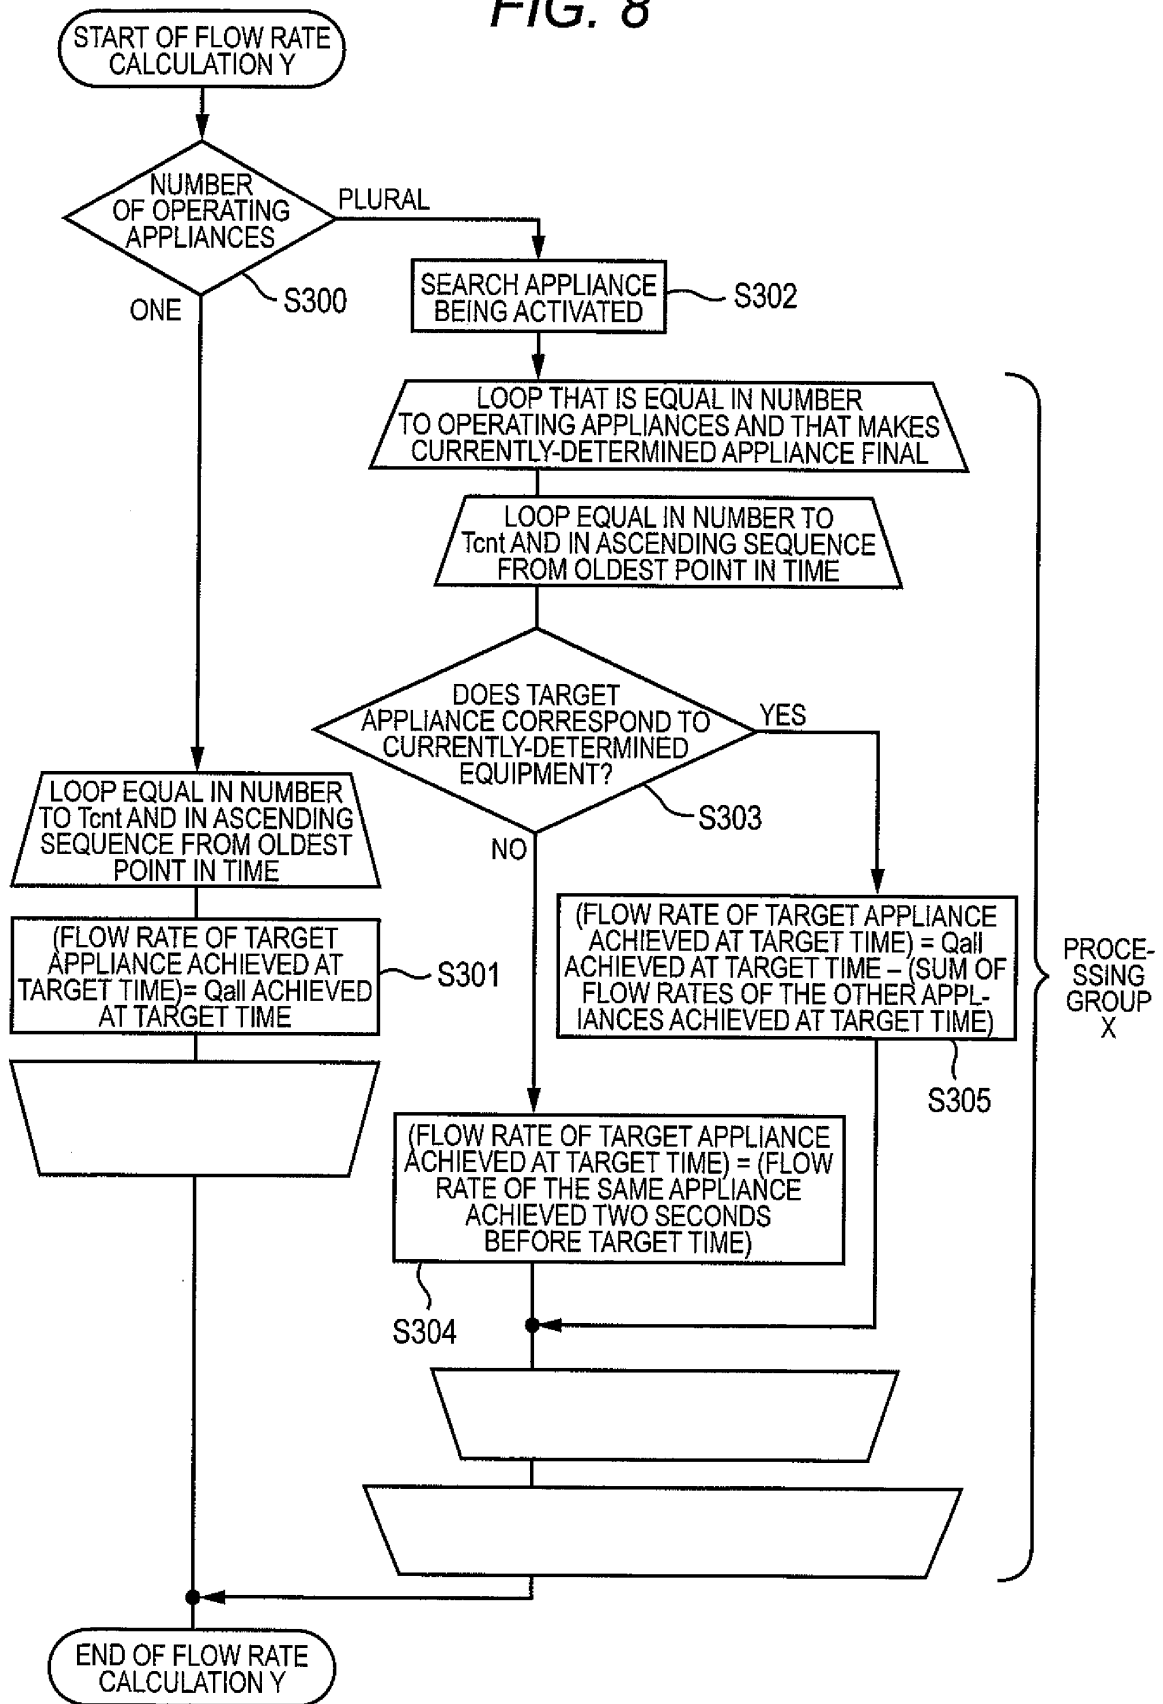 FIG. 8
START OF FLOW RATE
CALCULATION Y
NUMBER
OF OPERATING
APPLIANCES
PLURAL
S300
ONE
SEARCH APPLIANCE
BEING ACTIVATED
S302
LOOP THAT IS EQUAL IN NUMBER
TO OPERATING APPLIANCES AND THAT MAKES
CURRENTLY-DETERMINED APPLIANCE FINAL
LOOP EQUAL IN NUMBER TO
Tcnt AND IN ASCENDING SEQUENCE
FROM OLDEST POINT IN TIME
DOES TARGET
APPLIANCE CORRESPOND TO
CURRENTLY-DETERMINED
EQUIPMENT?
YES
S303
NO
LOOP EQUAL IN NUMBER
TO Tcnt AND IN ASCENDING
SEQUENCE FROM OLDEST
POINT IN TIME
(FLOW RATE OF TARGET
APPLIANCE ACHIEVED AT
TARGET TIME)= Qall ACHIEVED
AT TARGET TIME
S301
(FLOW RATE OF TARGET APPLIANCE
ACHIEVED AT TARGET TIME) = Qall
ACHIEVED AT TARGET TIME – (SUM OF
FLOW RATES OF THE OTHER APPL-
IANCES ACHIEVED AT TARGET TIME)
S305
PROCE-
SSING
GROUP
X
(FLOW RATE OF TARGET APPLIANCE
ACHIEVED AT TARGET TIME) = (FLOW
RATE OF THE SAME APPLIANCE
ACHIEVED TWO SECONDS
BEFORE TARGET TIME)
S304
END OF FLOW RATE
CALCULATION Y